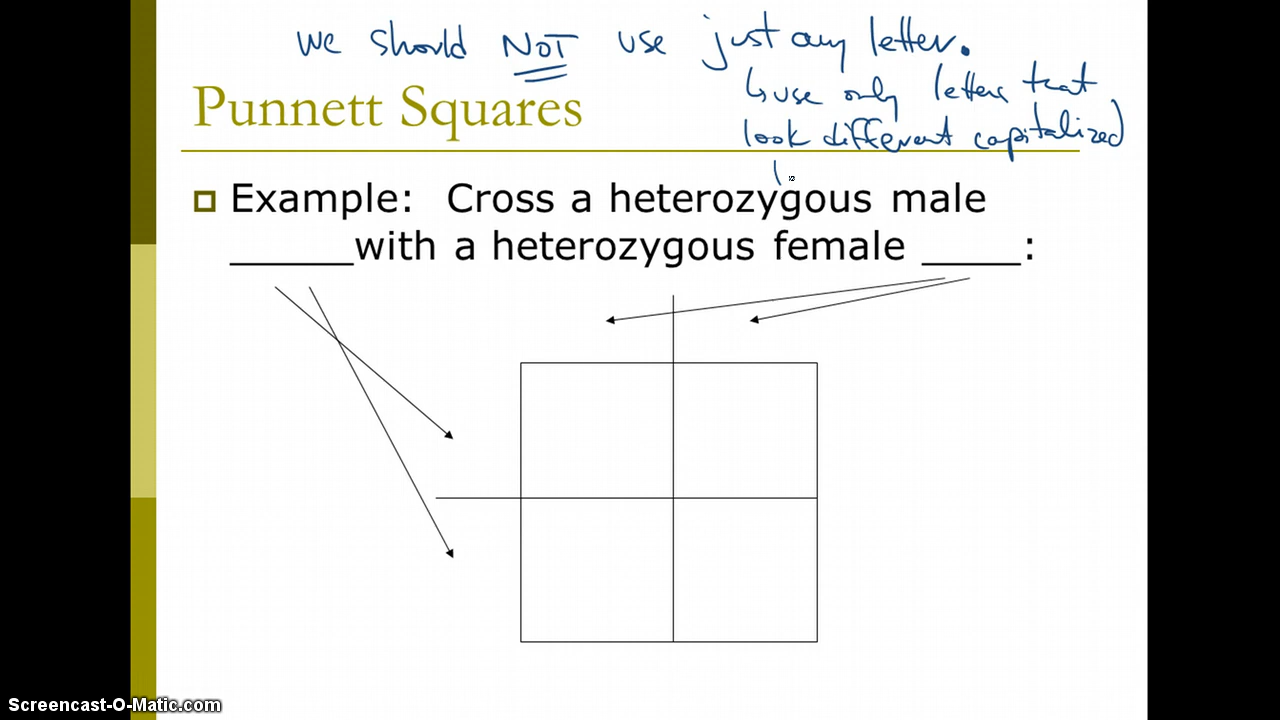 we should NOT use just any letter.
↳ use only letters that
look different capitalized
Punnett Squares
Example: Cross a heterozygous male
______with a heterozygous female _____:
Screencast-O-Matic.com